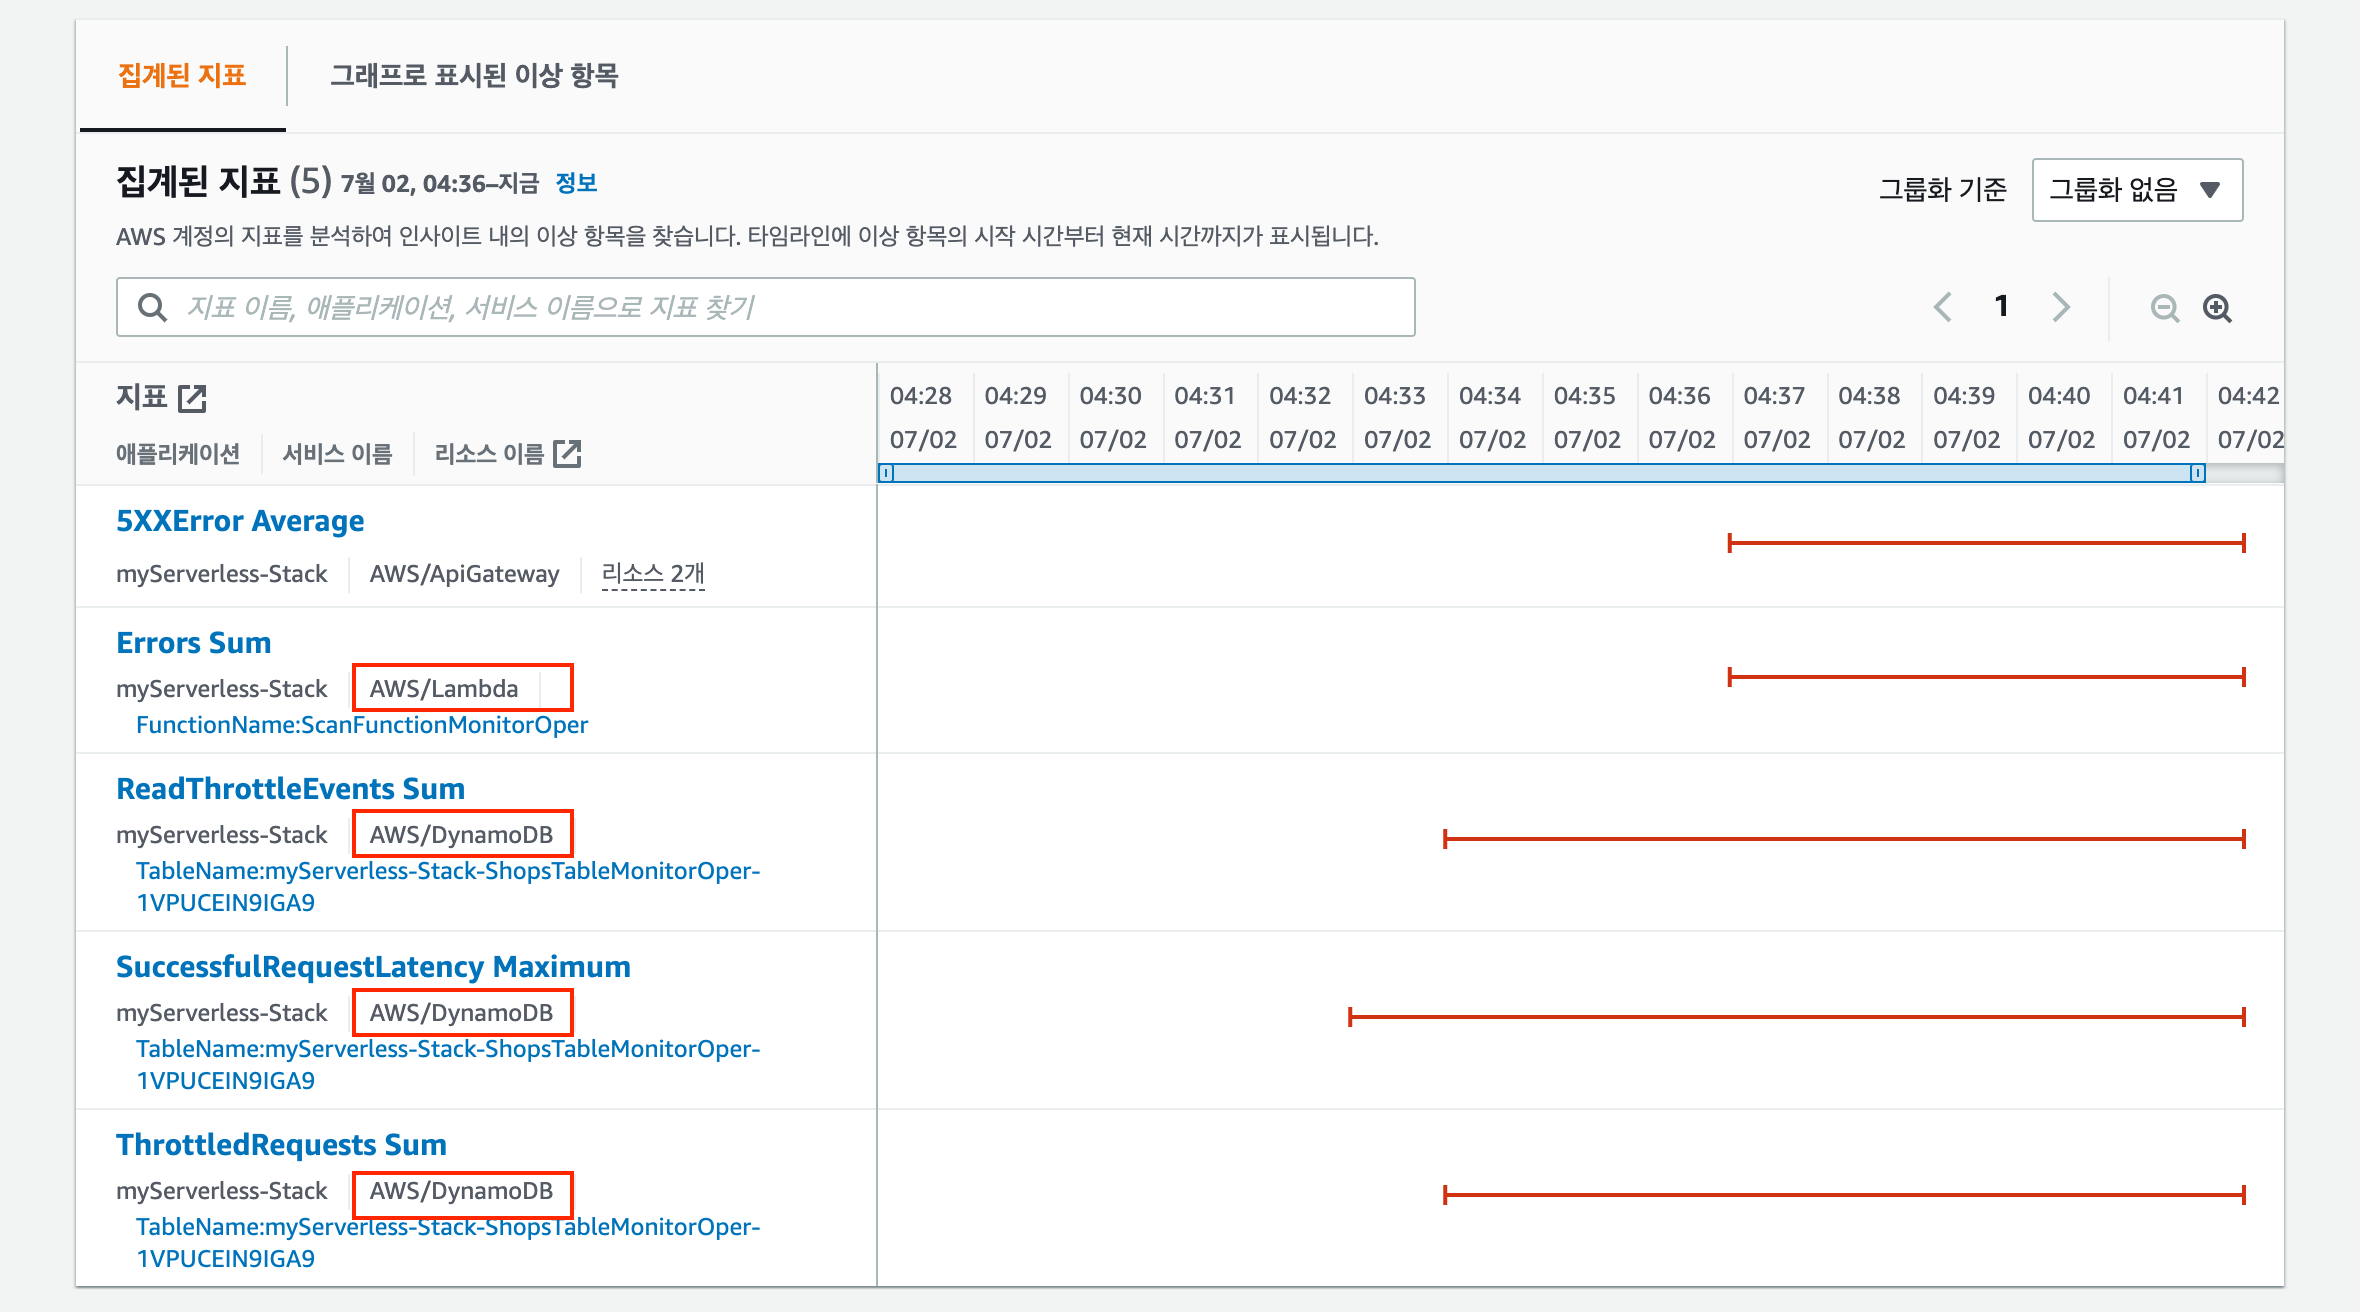 집계된 지표 그래프로 표시된 이상 항목
집계된 지표 (5) 7월 02, 04:36–지금 정보
그룹화 기준 그룹화 없음
AWS 계정의 지표를 분석하여 인사이트 내의 이상 항목을 찾습니다. 타임라인에 이상 항목의 시작 시간부터 현재 시간까지가 표시됩니다.
지표 이름, 애플리케이션, 서비스 이름으로 지표 찾기
1
지표
애플리케이션 서비스 이름 리소스 이름
04:28 04:29 04:30 04:31 04:32 04:33 04:34 04:35 04:36 04:37 04:38 04:39 04:40 04:41 04:42
07/02 07/02 07/02 07/02 07/02 07/02 07/02 07/02 07/02 07/02 07/02 07/02 07/02 07/02 07/02
5XXError Average
myServerless-Stack AWS/ApiGateway 리소스 2개
Errors Sum
myServerless-Stack AWS/Lambda
FunctionName:ScanFunctionMonitorOper
ReadThrottleEvents Sum
myServerless-Stack AWS/DynamoDB
TableName:myServerless-Stack-ShopsTableMonitorOper-
1VPUCEIN9IGA9
SuccessfulRequestLatency Maximum
myServerless-Stack AWS/DynamoDB
TableName:myServerless-Stack-ShopsTableMonitorOper-
1VPUCEIN9IGA9
ThrottledRequests Sum
myServerless-Stack AWS/DynamoDB
TableName:myServerless-Stack-ShopsTableMonitorOper-
1VPUCEIN9IGA9